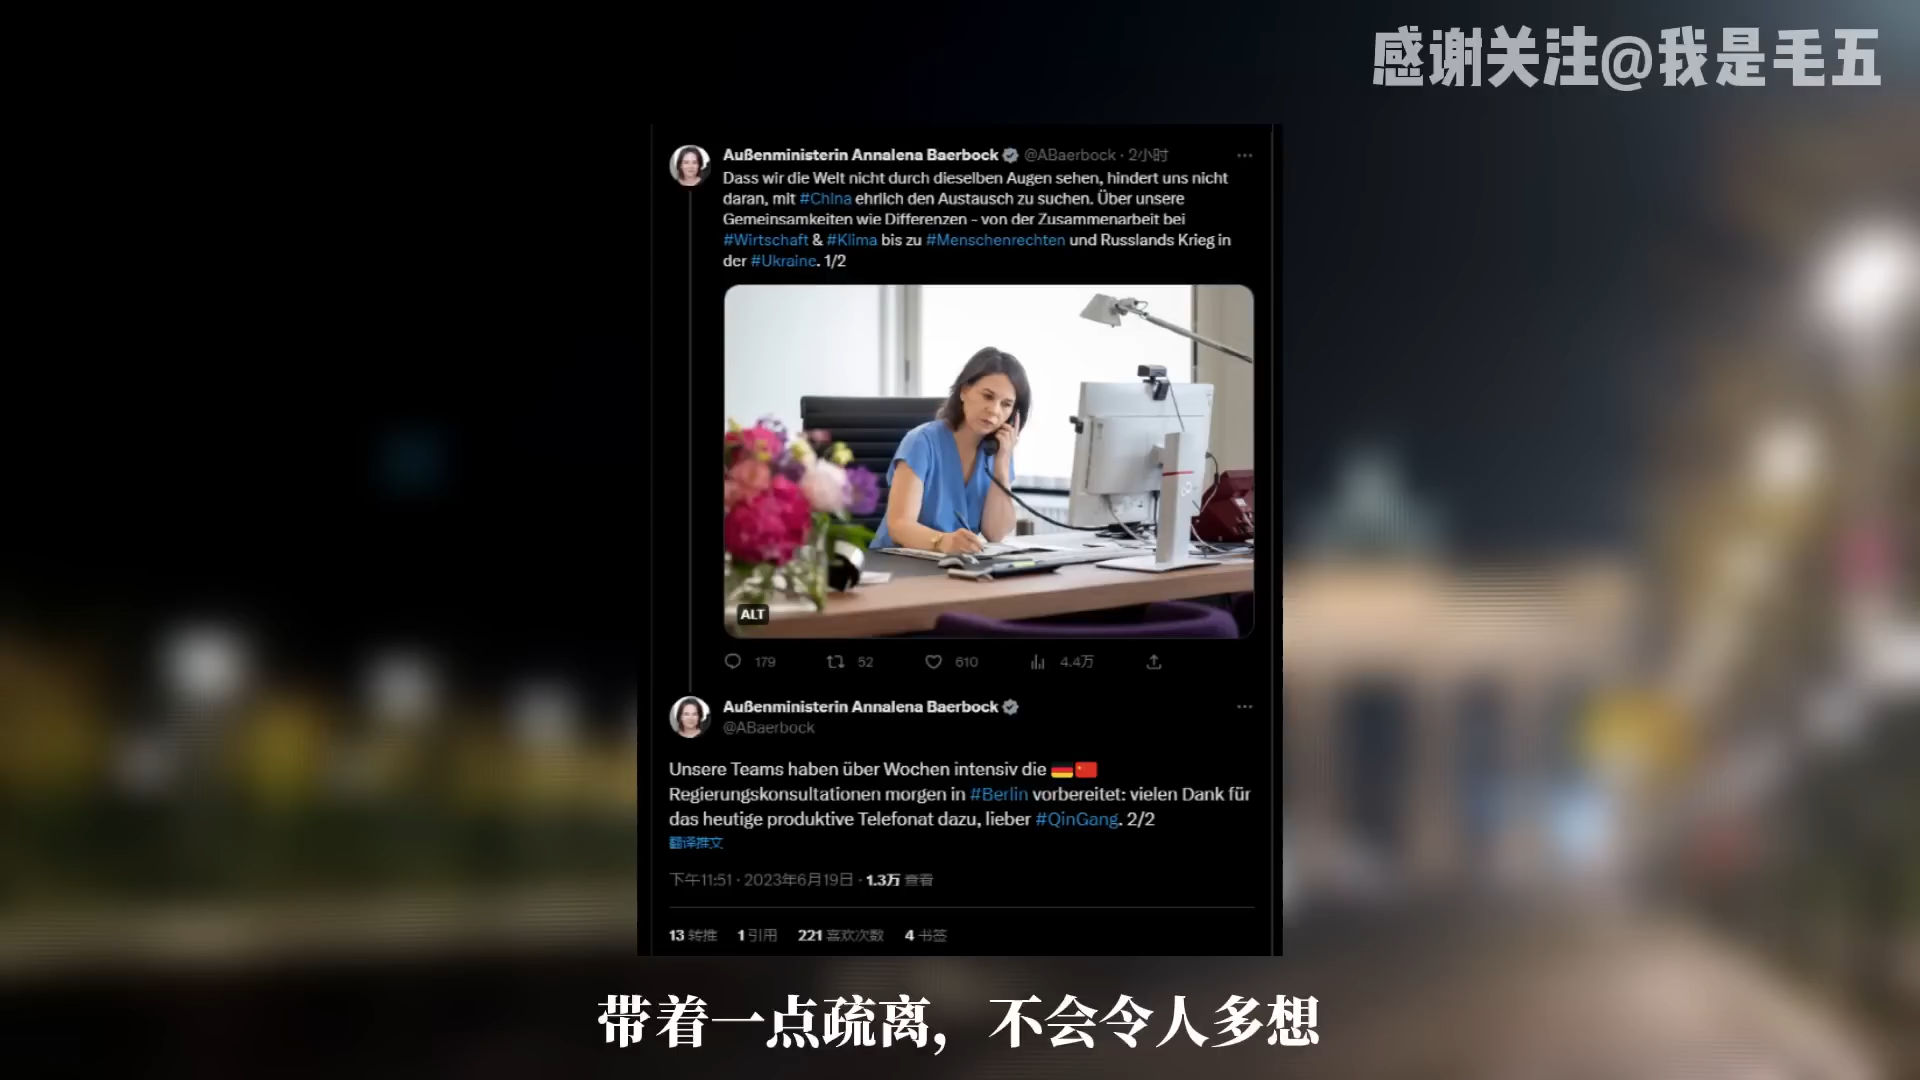 感谢关注@我是毛五
Außenministerin Annalena Baerbock @ABaerbock · 2小时
Dass wir die Welt nicht durch dieselben Augen sehen, hindert uns nicht
daran, mit #China ehrlich den Austausch zu suchen. Über unsere
Gemeinsamkeiten wie Differenzen - von der Zusammenarbeit bei
#Wirtschaft & #Klima bis zu #Menschenrechten und Russlands Krieg in
der #Ukraine. 1/2
ALT
179 52 610 4.4万
Außenministerin Annalena Baerbock
@ABaerbock
Unsere Teams haben über Wochen intensiv die 🇩🇪🇨🇳
Regierungskonsultationen morgen in #Berlin vorbereitet: vielen Dank für
das heutige produktive Telefonat dazu, lieber #QinGang. 2/2
翻译推文
下午11:51 · 2023年6月19日 · 1.3万 查看
13 转推 1 引用 221 喜欢次数 4 书签
带着一点疏离，不会令人多想